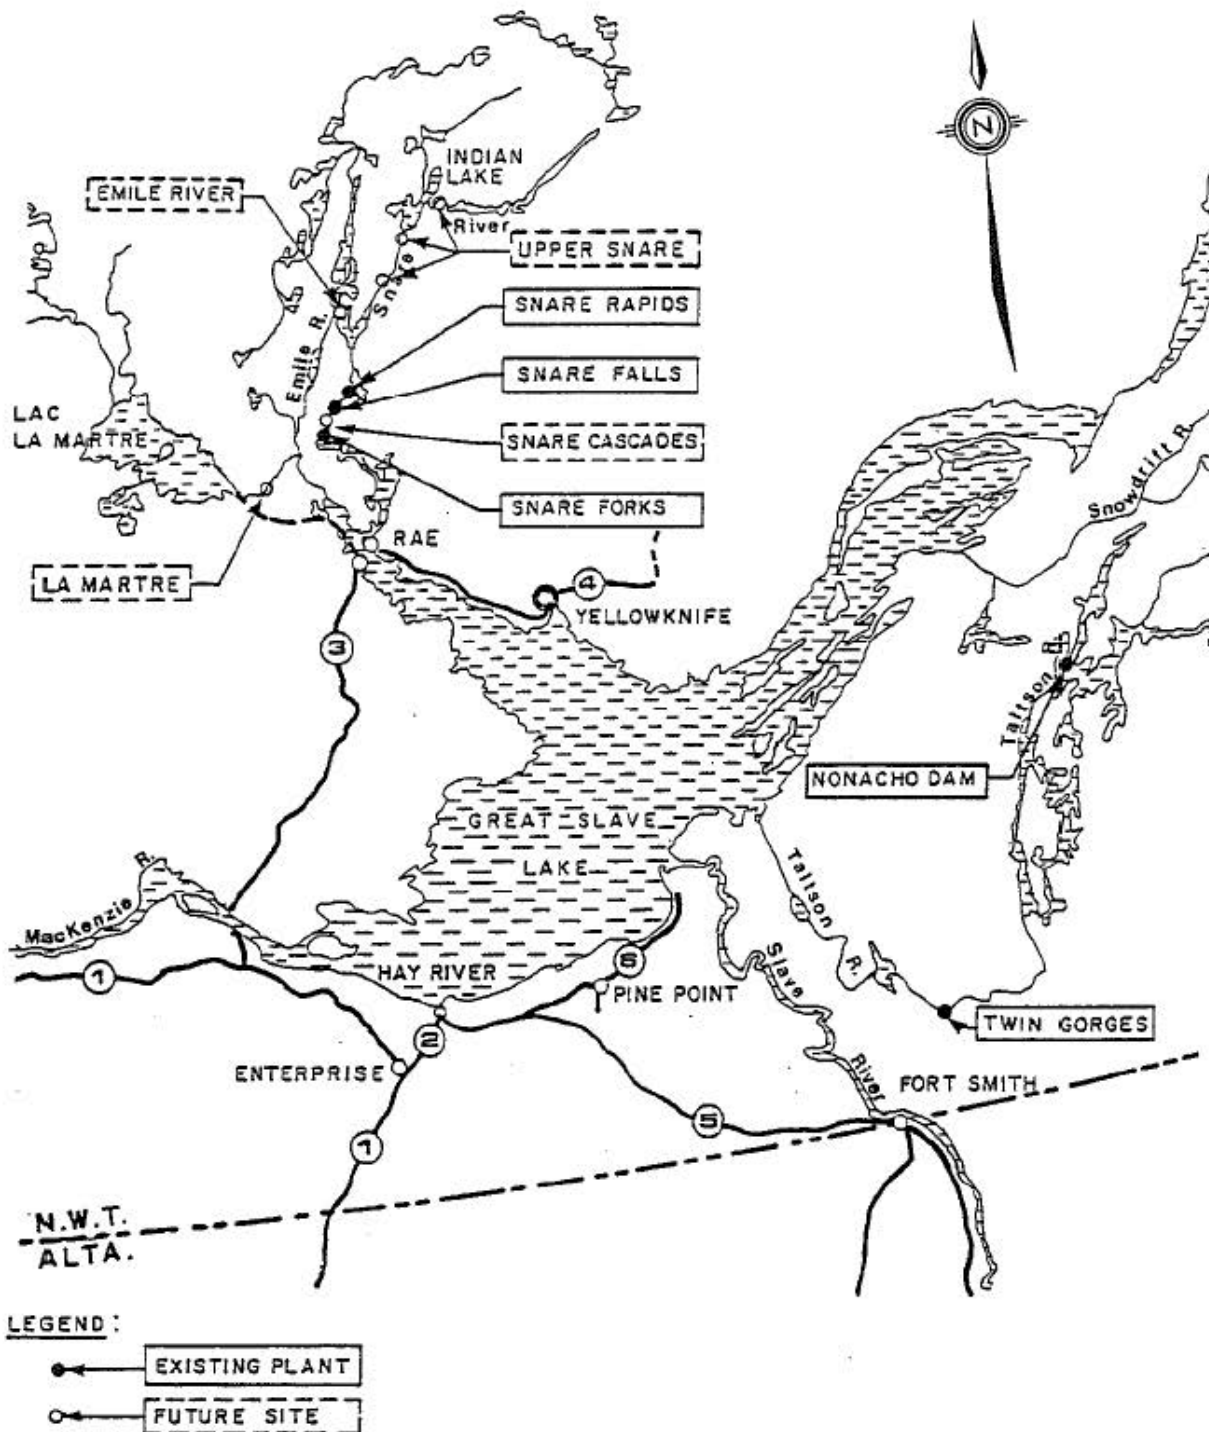 N
INDIAN
LAKE
EMILE RIVER
River
UPPER SNARE
Snare
SNARE RAPIDS
Emile R.
SNARE FALLS
LAC
LA MARTRE
SNARE CASCADES
SNARE FORKS
Snowdrift R.
RAE
LA MARTRE
4
YELLOWKNIFE
3
Taltson R.
NONACHO DAM
GREAT SLAVE
LAKE
MacKenzie R.
Taltson R.
Slave River
HAY RIVER
6
1
PINE POINT
TWIN GORGES
2
ENTERPRISE
FORT SMITH
5
1
N.W.T.
ALTA.
LEGEND :
EXISTING PLANT
FUTURE SITE